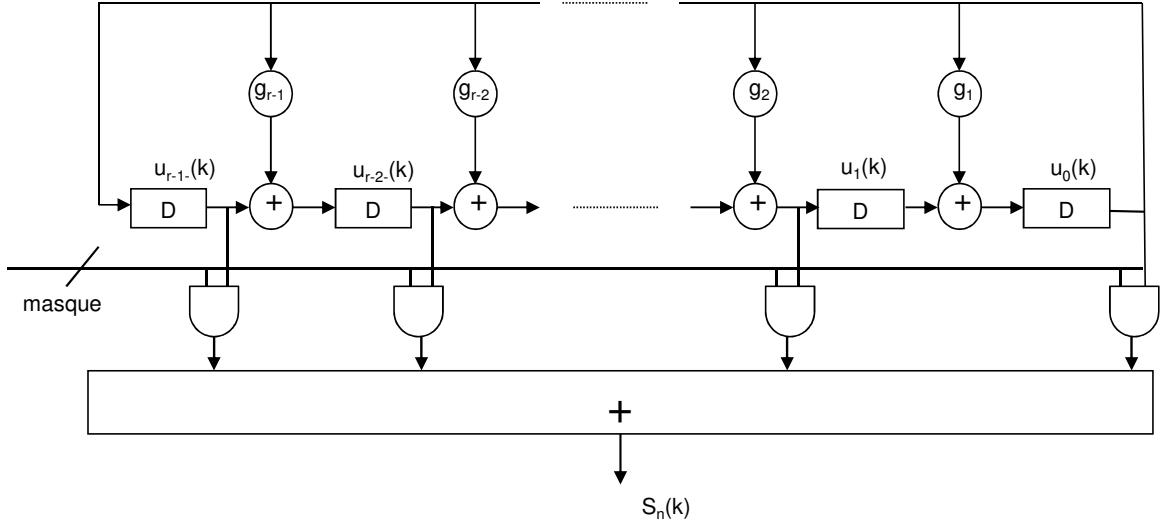 g_{r-1} g_{r-2} g_2 g_1
u_{r-1-}(k) u_{r-2-}(k) u_1(k) u_0(k)
D + D + + D + D
masque
+
S_n(k)